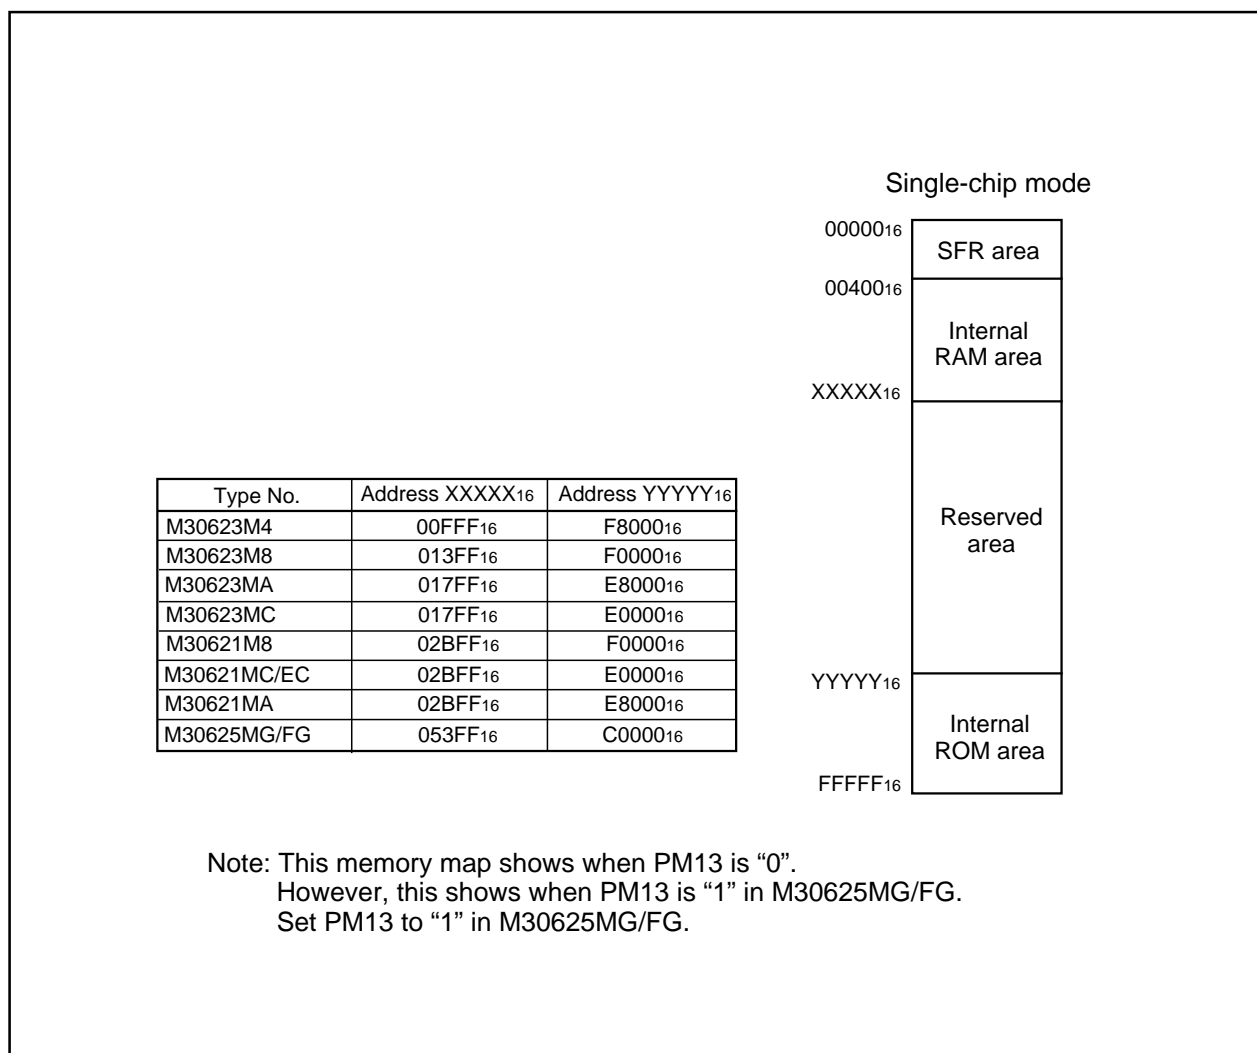 Single-chip mode
00000₁₆
SFR area
00400₁₆
Internal
RAM area
XXXXX₁₆
Reserved
area
YYYYY₁₆
Internal
ROM area
FFFFF₁₆
Type No. Address XXXXX₁₆ Address YYYYY₁₆
M30623M4 00FFF₁₆ F8000₁₆
M30623M8 013FF₁₆ F0000₁₆
M30623MA 017FF₁₆ E8000₁₆
M30623MC 017FF₁₆ E0000₁₆
M30621M8 02BFF₁₆ F0000₁₆
M30621MC/EC 02BFF₁₆ E0000₁₆
M30621MA 02BFF₁₆ E8000₁₆
M30625MG/FG 053FF₁₆ C0000₁₆
Note: This memory map shows when PM13 is “0”.
However, this shows when PM13 is “1” in M30625MG/FG.
Set PM13 to “1” in M30625MG/FG.